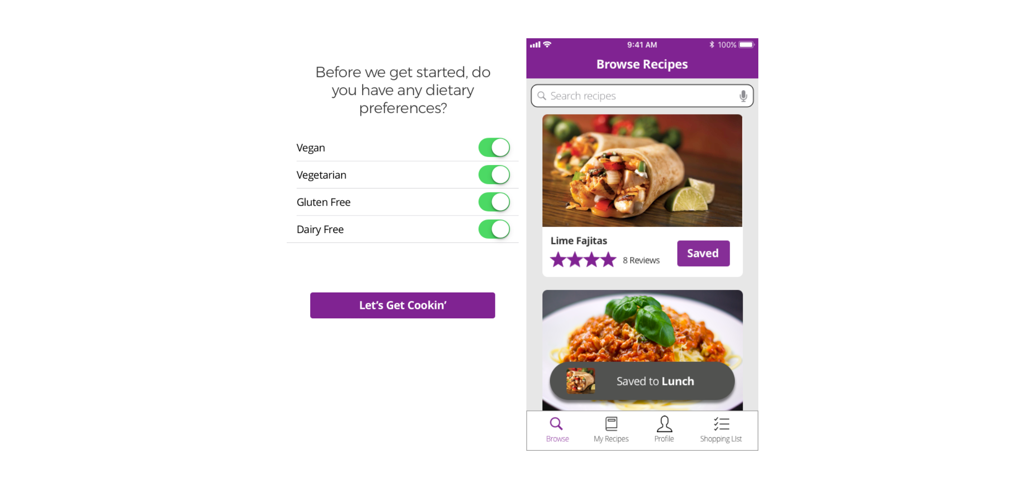 Before we get started, do
you have any dietary
preferences?
Vegan
Vegetarian
Gluten Free
Dairy Free
Let's Get Cookin'
9:41 AM
100%
Browse Recipes
Search recipes
Lime Fajitas
8 Reviews
Saved
Saved to Lunch
Browse
My Recipes
Profile
Shopping List